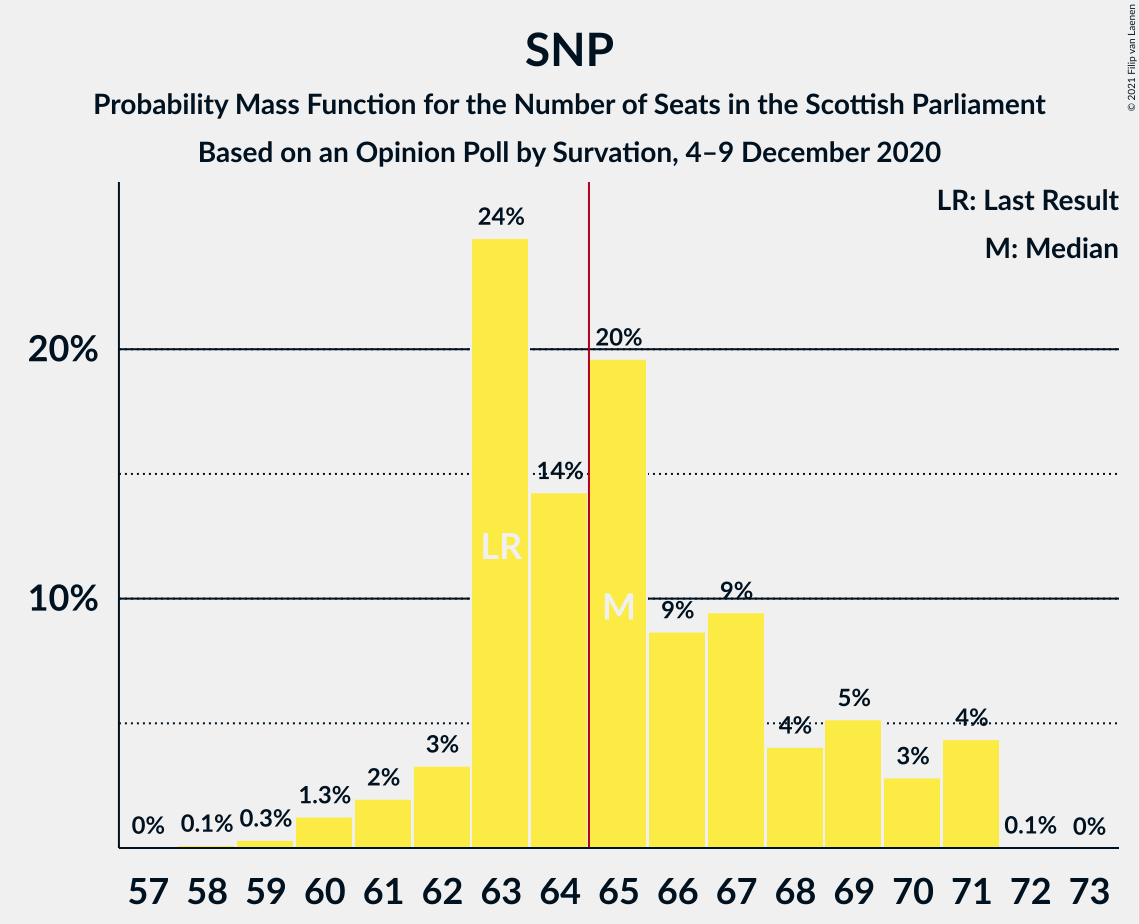 SNP
Probability Mass Function for the Number of Seats in the Scottish Parliament
Based on an Opinion Poll by Survation, 4–9 December 2020
© 2021 Filip van Laenen
LR: Last Result
M: Median
20%
10%
0%
0.1%
0.3%
1.3%
2%
3%
24%
14%
20%
9%
9%
4%
5%
3%
4%
0.1%
0%
LR
M
57 58 59 60 61 62 63 64 65 66 67 68 69 70 71 72 73